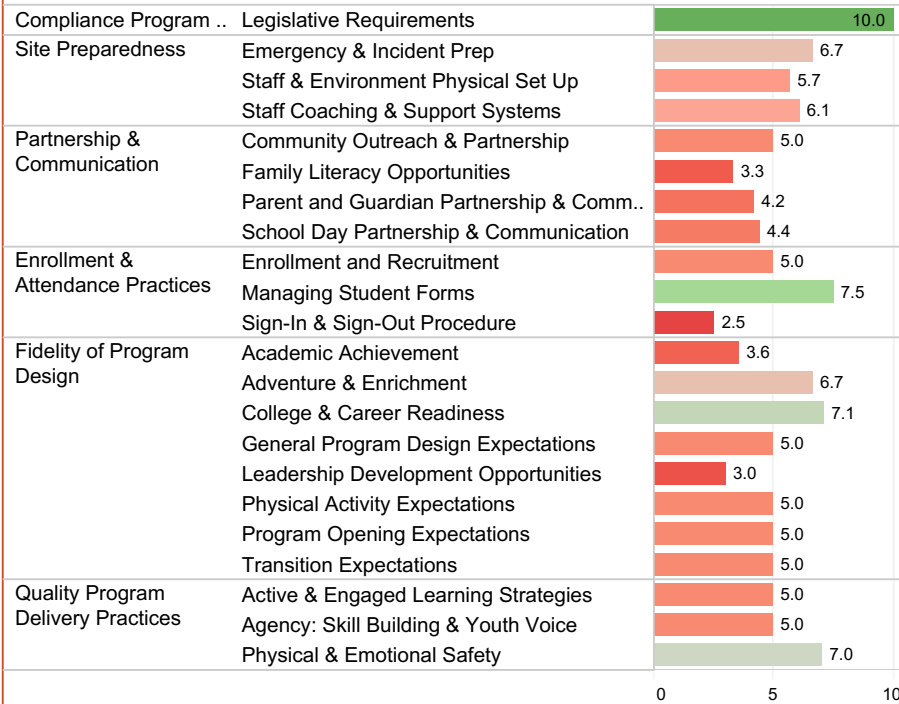 Compliance Program .. Legislative Requirements 10.0
Site Preparedness Emergency & Incident Prep 6.7
Staff & Environment Physical Set Up 5.7
Staff Coaching & Support Systems 6.1
Partnership & Communication Community Outreach & Partnership 5.0
Family Literacy Opportunities 3.3
Parent and Guardian Partnership & Comm.. 4.2
School Day Partnership & Communication 4.4
Enrollment & Attendance Practices Enrollment and Recruitment 5.0
Managing Student Forms 7.5
Sign-In & Sign-Out Procedure 2.5
Fidelity of Program Design Academic Achievement 3.6
Adventure & Enrichment 6.7
College & Career Readiness 7.1
General Program Design Expectations 5.0
Leadership Development Opportunities 3.0
Physical Activity Expectations 5.0
Program Opening Expectations 5.0
Transition Expectations 5.0
Quality Program Delivery Practices Active & Engaged Learning Strategies 5.0
Agency: Skill Building & Youth Voice 5.0
Physical & Emotional Safety 7.0
0 5 10